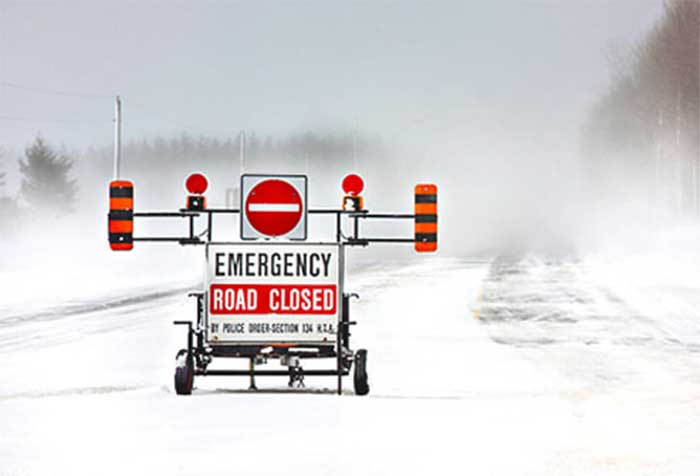 EMERGENCY
ROAD CLOSED
BY POLICE ORDER-SECTION 134 H.T.A.